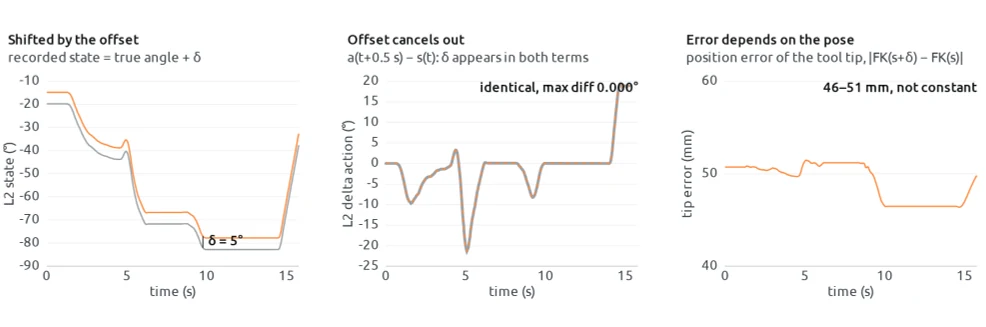 Shifted by the offset
recorded state = true angle + δ
-10
-20
-30
-40
-50
-60
-70
-80
-90
L2 state (°)
δ = 5°
0 5 10 15
time (s)
Offset cancels out
a(t+0.5 s) − s(t): δ appears in both terms
identical, max diff 0.000°
20
15
10
5
0
-5
-10
-15
-20
-25
L2 delta action (°)
0 5 10 15
time (s)
Error depends on the pose
position error of the tool tip, |FK(s+δ) − FK(s)|
46–51 mm, not constant
60
50
40
tip error (mm)
0 5 10 15
time (s)